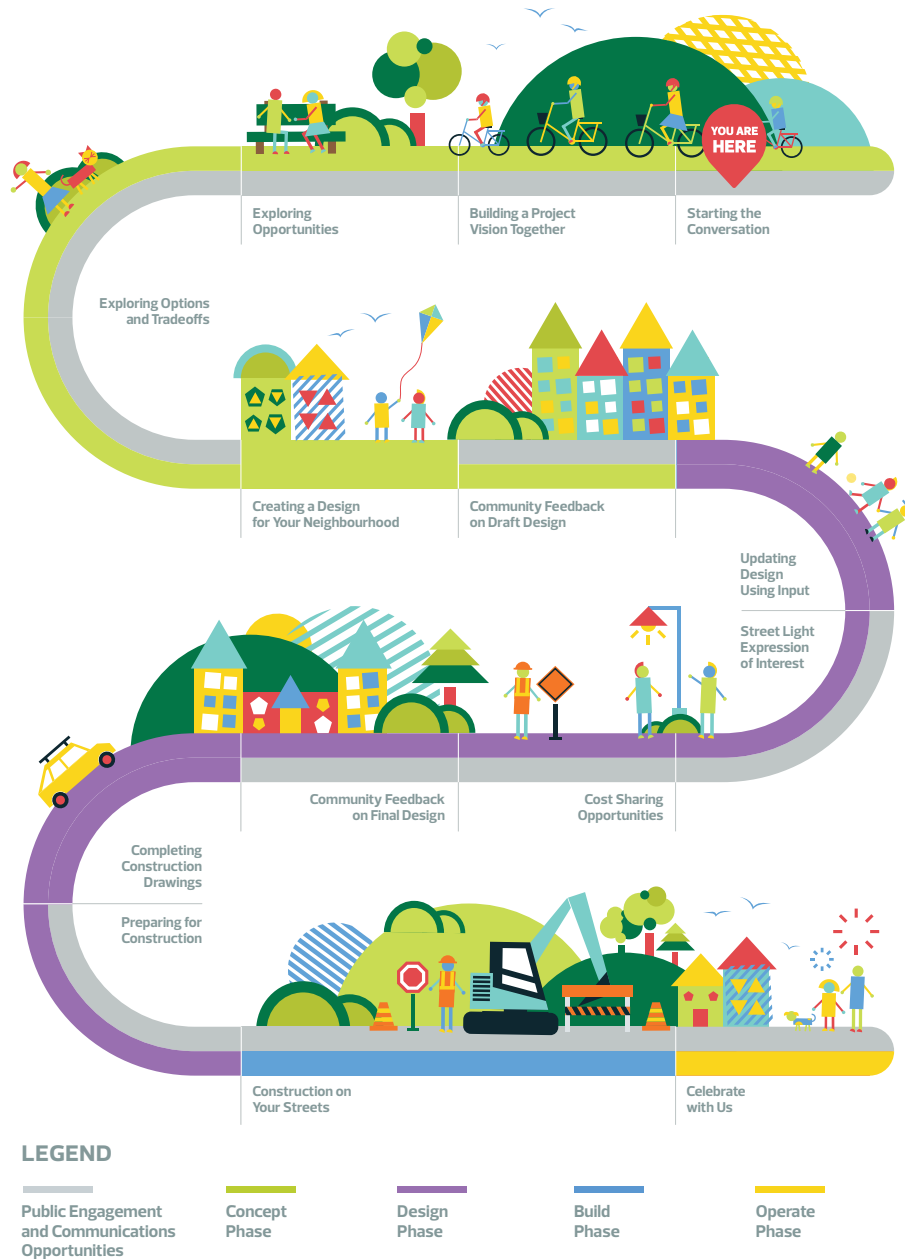 YOU ARE
HERE
Exploring
Opportunities
Building a Project
Vision Together
Starting the
Conversation
Exploring Options
and Tradeoffs
Creating a Design
for Your Neighbourhood
Community Feedback
on Draft Design
Updating
Design
Using Input
Street Light
Expression
of Interest
Community Feedback
on Final Design
Cost Sharing
Opportunities
Completing
Construction
Drawings
Preparing for
Construction
Construction on
Your Streets
Celebrate
with Us
LEGEND
Public Engagement
and Communications
Opportunities
Concept
Phase
Design
Phase
Build
Phase
Operate
Phase